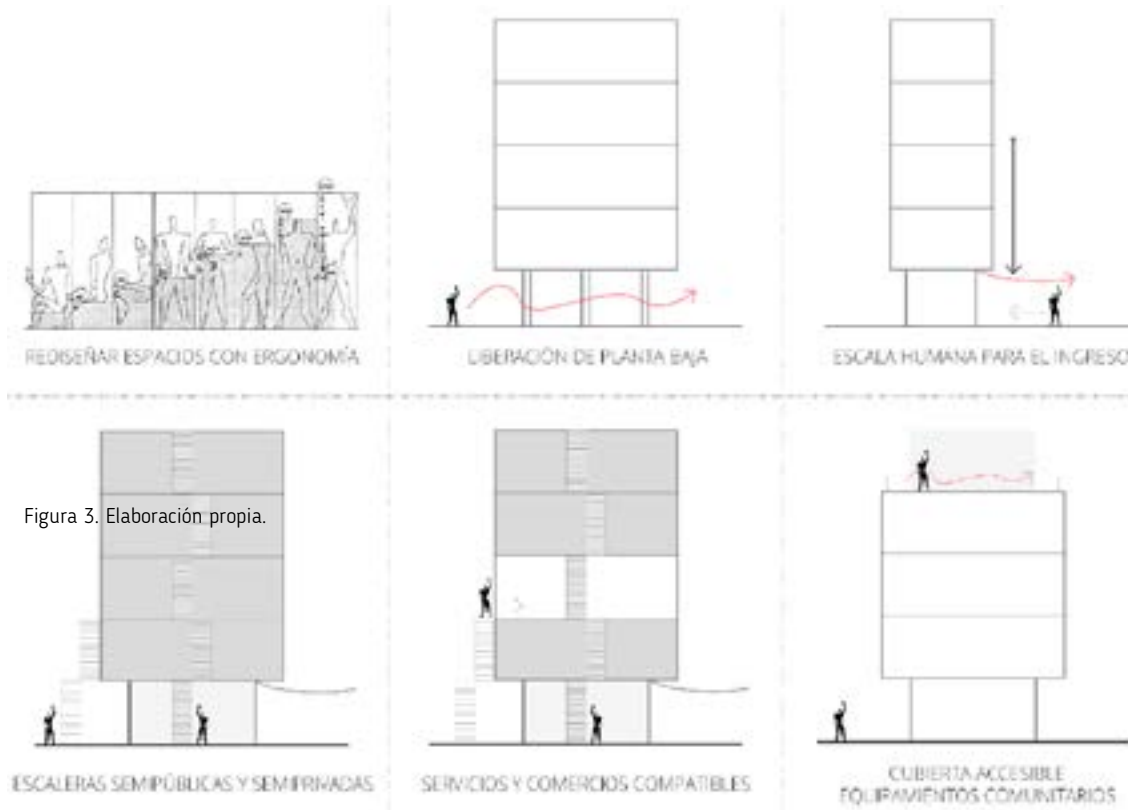 REDISEÑAR ESPACIOS CON ERGONOMÍA
LIBERACIÓN DE PLANTA BAJA
ESCALA HUMANA PARA EL INGRESO
Figura 3. Elaboración propia.
ESCALERAS SEMIPÚBLICAS Y SEMIPRIVADAS
SERVICIOS Y COMERCIOS COMPATIBLES
CUBIERTA ACCESIBLE
EQUIPAMIENTOS COMUNITARIOS